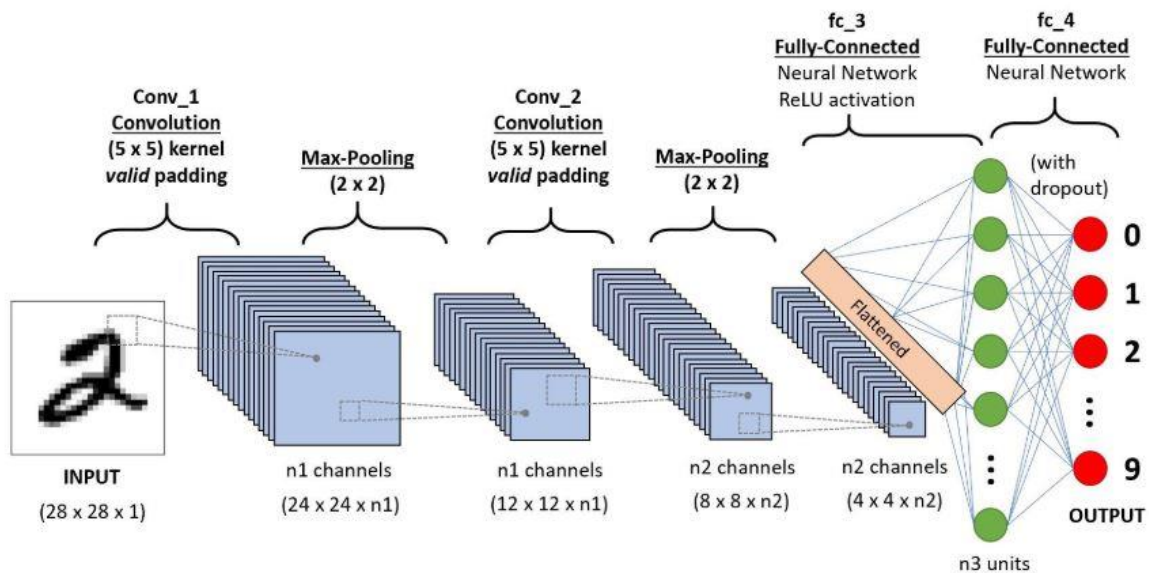 fc_3
Fully-Connected
Neural Network
ReLU activation
fc_4
Fully-Connected
Neural Network
Conv_1
Convolution
(5 x 5) kernel
valid padding
Max-Pooling
(2 x 2)
Conv_2
Convolution
(5 x 5) kernel
valid padding
Max-Pooling
(2 x 2)
(with
dropout)
Flattened
0
1
2
9
2
INPUT
(28 x 28 x 1)
n1 channels
(24 x 24 x n1)
n1 channels
(12 x 12 x n1)
n2 channels
(8 x 8 x n2)
n2 channels
(4 x 4 x n2)
OUTPUT
n3 units